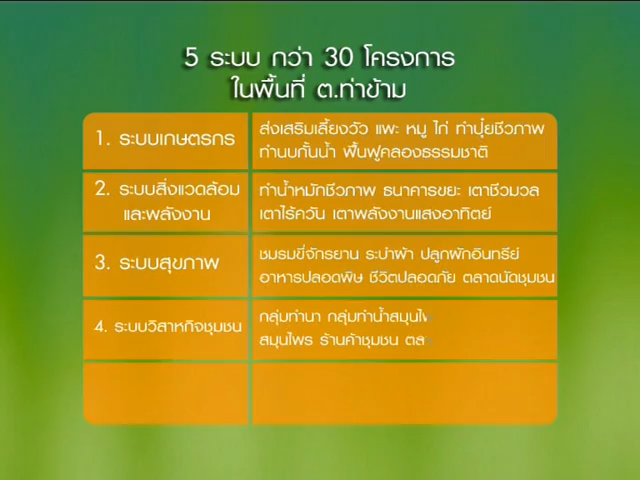 5 ระบบ กว่า 30 โครงการ
ในพื้นที่ ต.ท่าข้าม
1. ระบบเกษตรกร
ส่งเสริมเลี้ยงวัว แพะ หมู ไก่ ทำปุ๋ยชีวภาพ
ทำนบกั้นน้ำ ฟื้นฟูคลองธรรมชาติ
2. ระบบสิ่งแวดล้อม
และพลังงาน
ทำน้ำหมักชีวภาพ ธนาคารขยะ เตาชีวมวล
เตาไร้ควัน เตาพลังงานแสงอาทิตย์
3. ระบบสุขภาพ
ชมรมขี่จักรยาน ระบำผ้า ปลูกผักอินทรีย์
อาหารปลอดพิษ ชีวิตปลอดภัย ตลาดนัดชุมชน
4. ระบบวิสาหกิจชุมชน
กลุ่มทำนา กลุ่มทำน้ำสมุนไ
สมุนไพร ร้านค้าชุมชน ตล